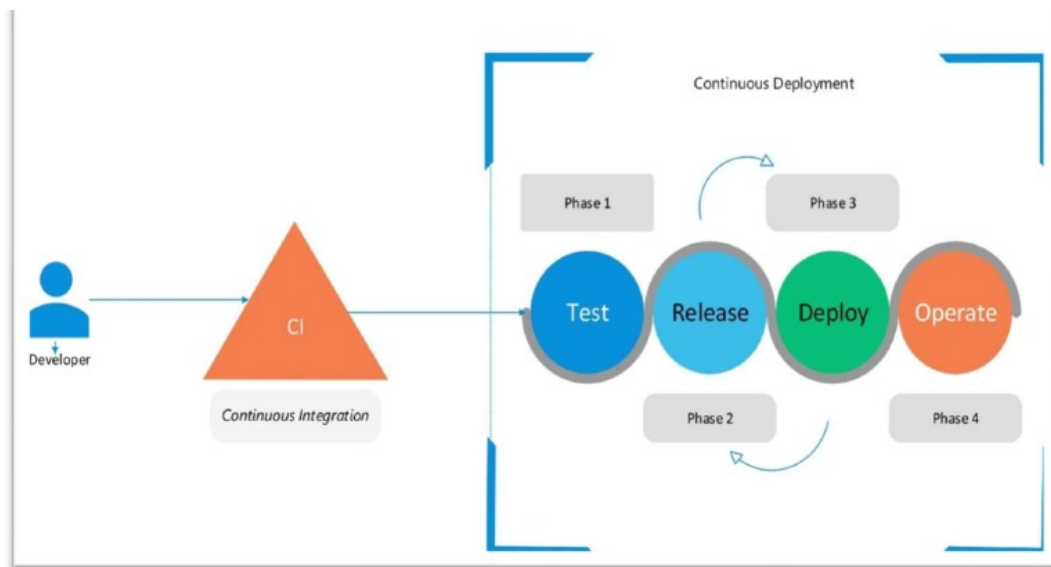 Continuous Deployment
Phase 1
Phase 3
Developer
CI
Continuous Integration
Test
Release
Deploy
Operate
Phase 2
Phase 4